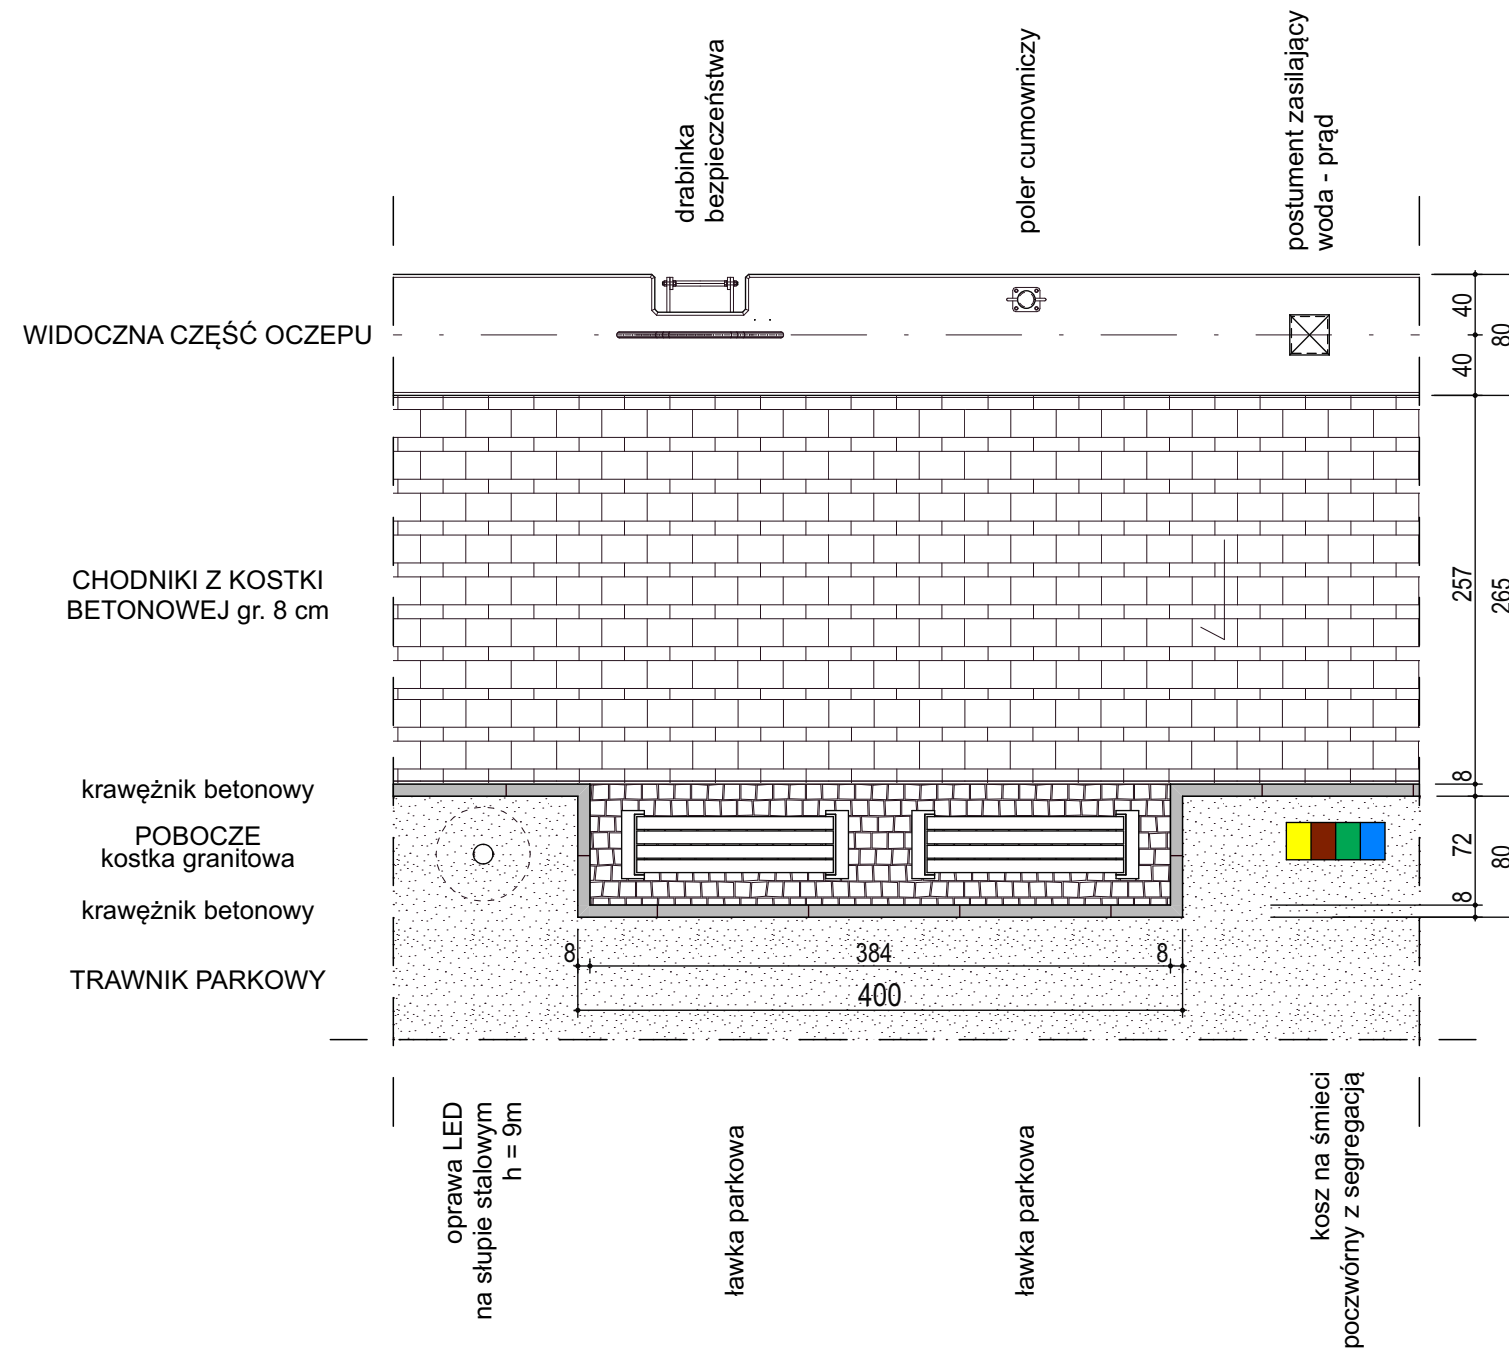 drabinka
bezpieczeństwa
poler cumowniczy
postument zasilający
woda - prąd
WIDOCZNA CZĘŚĆ OCZEPU
40
40
80
CHODNIKI Z KOSTKI
BETONOWEJ gr. 8 cm
257
265
krawężnik betonowy
8
POBOCZE
kostka granitowa
72
80
krawężnik betonowy
8
8
384
8
TRAWNIK PARKOWY
400
oprawa LED
na słupie stalowym
h = 9m
ławka parkowa
ławka parkowa
kosz na śmieci
poczwórny z segregacją